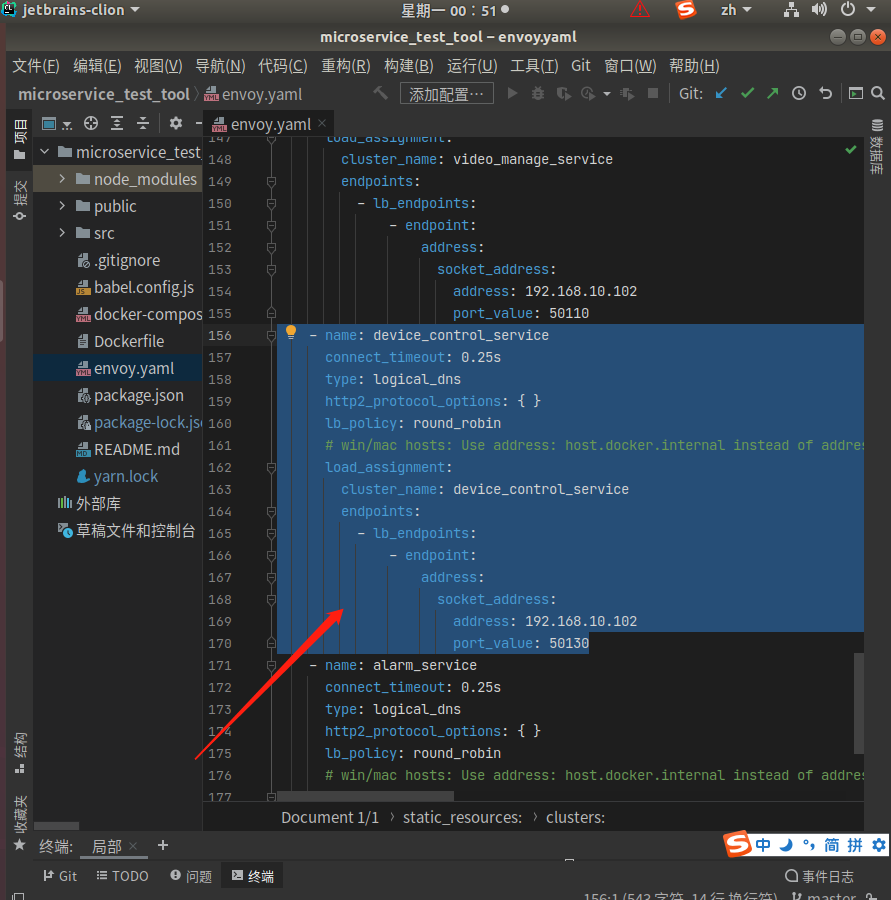 jetbrains-clion
星期一 00：51
zh
microservice_test_tool – envoy.yaml
文件(F) 编辑(E) 视图(V) 导航(N) 代码(C) 重构(R) 构建(B) 运行(U) 工具(T) Git 窗口(W) 帮助(H)
microservice_test_tool envoy.yaml 添加配置… Git:
项目
提交
结构
收藏夹
数据库
microservice_test_
node_modules
public
src
.gitignore
babel.config.js
docker-compos
Dockerfile
envoy.yaml
package.json
package-lock.js
README.md
yarn.lock
外部库
草稿文件和控制台
envoy.yaml
147 load_assignment:
148 cluster_name: video_manage_service
149 endpoints:
150 - lb_endpoints:
151 - endpoint:
152 address:
153 socket_address:
154 address: 192.168.10.102
155 port_value: 50110
156 - name: device_control_service
157 connect_timeout: 0.25s
158 type: logical_dns
159 http2_protocol_options: { }
160 lb_policy: round_robin
161 # win/mac hosts: Use address: host.docker.internal instead of addre
162 load_assignment:
163 cluster_name: device_control_service
164 endpoints:
165 - lb_endpoints:
166 - endpoint:
167 address:
168 socket_address:
169 address: 192.168.10.102
170 port_value: 50130
171 - name: alarm_service
172 connect_timeout: 0.25s
173 type: logical_dns
174 http2_protocol_options: { }
175 lb_policy: round_robin
176 # win/mac hosts: Use address: host.docker.internal instead of addre
177
Document 1/1 › static_resources: › clusters:
终端: 局部
中 简 拼
Git TODO 问题 终端 事件日志
156:1 (543 字符, 14 行 换行符) master